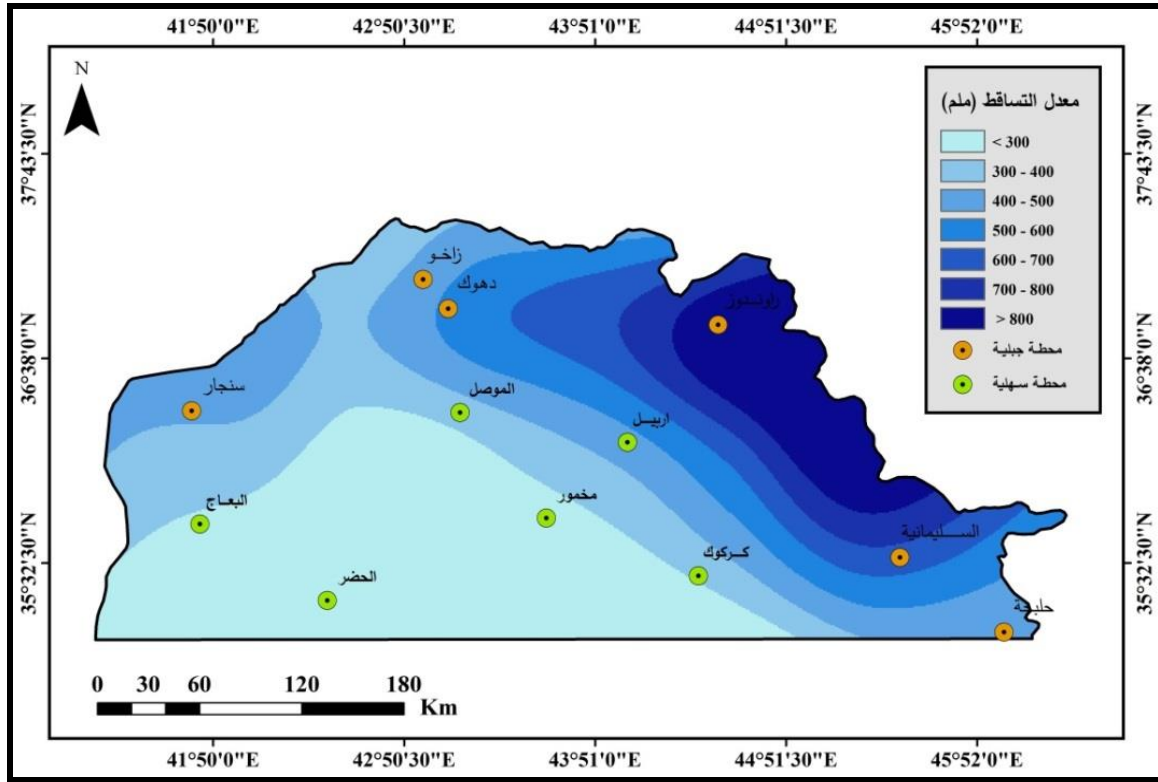 41°50'0"E 42°50'30"E 43°51'0"E 44°51'30"E 45°52'0"E
N
معدل التساقط (ملم)
< 300
300 - 400
400 - 500
500 - 600
600 - 700
700 - 800
> 800
محطة جبلية
محطة سهلية
37°43'30"N
37°43'30"N
36°38'0"N
36°38'0"N
35°32'30"N
35°32'30"N
زاخو
دهوك
راوندوز
سنجار
الموصل
اربيل
البعاج
مخمور
الحضر
كركوك
السليمانية
حلبجة
0 30 60 120 180
Km
41°50'0"E 42°50'30"E 43°51'0"E 44°51'30"E 45°52'0"E